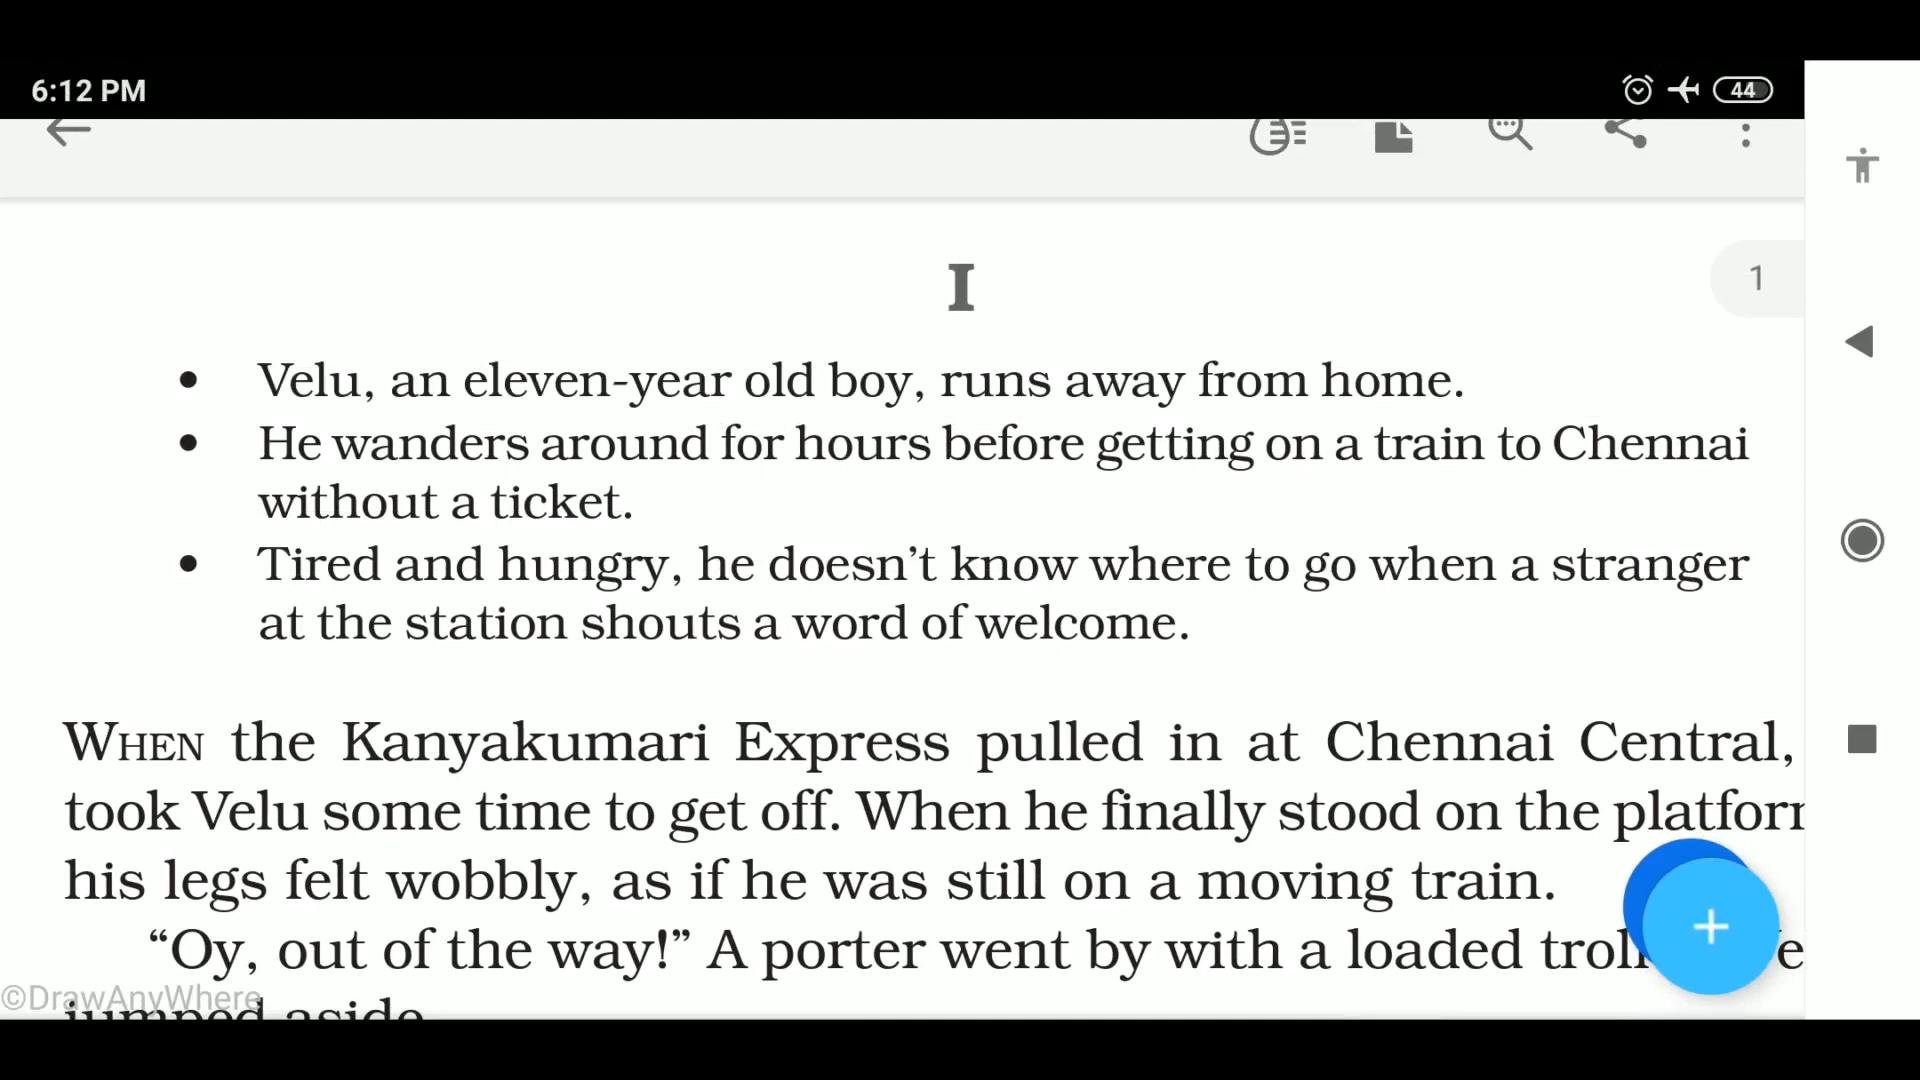 6:12 PM
44
I
1
• Velu, an eleven-year old boy, runs away from home.
• He wanders around for hours before getting on a train to Chennai
without a ticket.
• Tired and hungry, he doesn’t know where to go when a stranger
at the station shouts a word of welcome.
WHEN the Kanyakumari Express pulled in at Chennai Central,
took Velu some time to get off. When he finally stood on the
his legs felt wobbly, as if he was still on a moving train.
“Oy, out of the way!” A porter went by with a loaded
©DrawAnyWhere
jumped aside